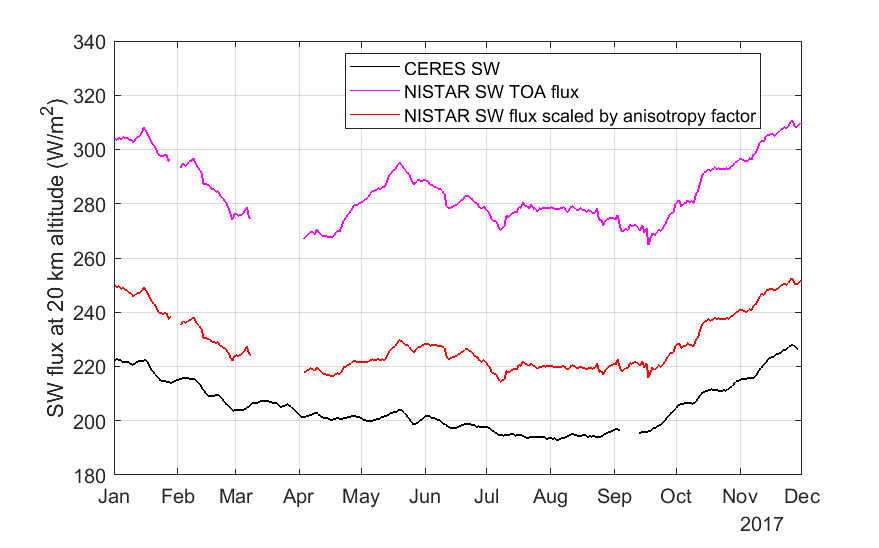 340
320
300
280
260
240
220
200
180
SW flux at 20 km altitude (W/m²)
CERES SW
NISTAR SW TOA flux
NISTAR SW flux scaled by anisotropy factor
Jan Feb Mar Apr May Jun Jul Aug Sep Oct Nov Dec
2017